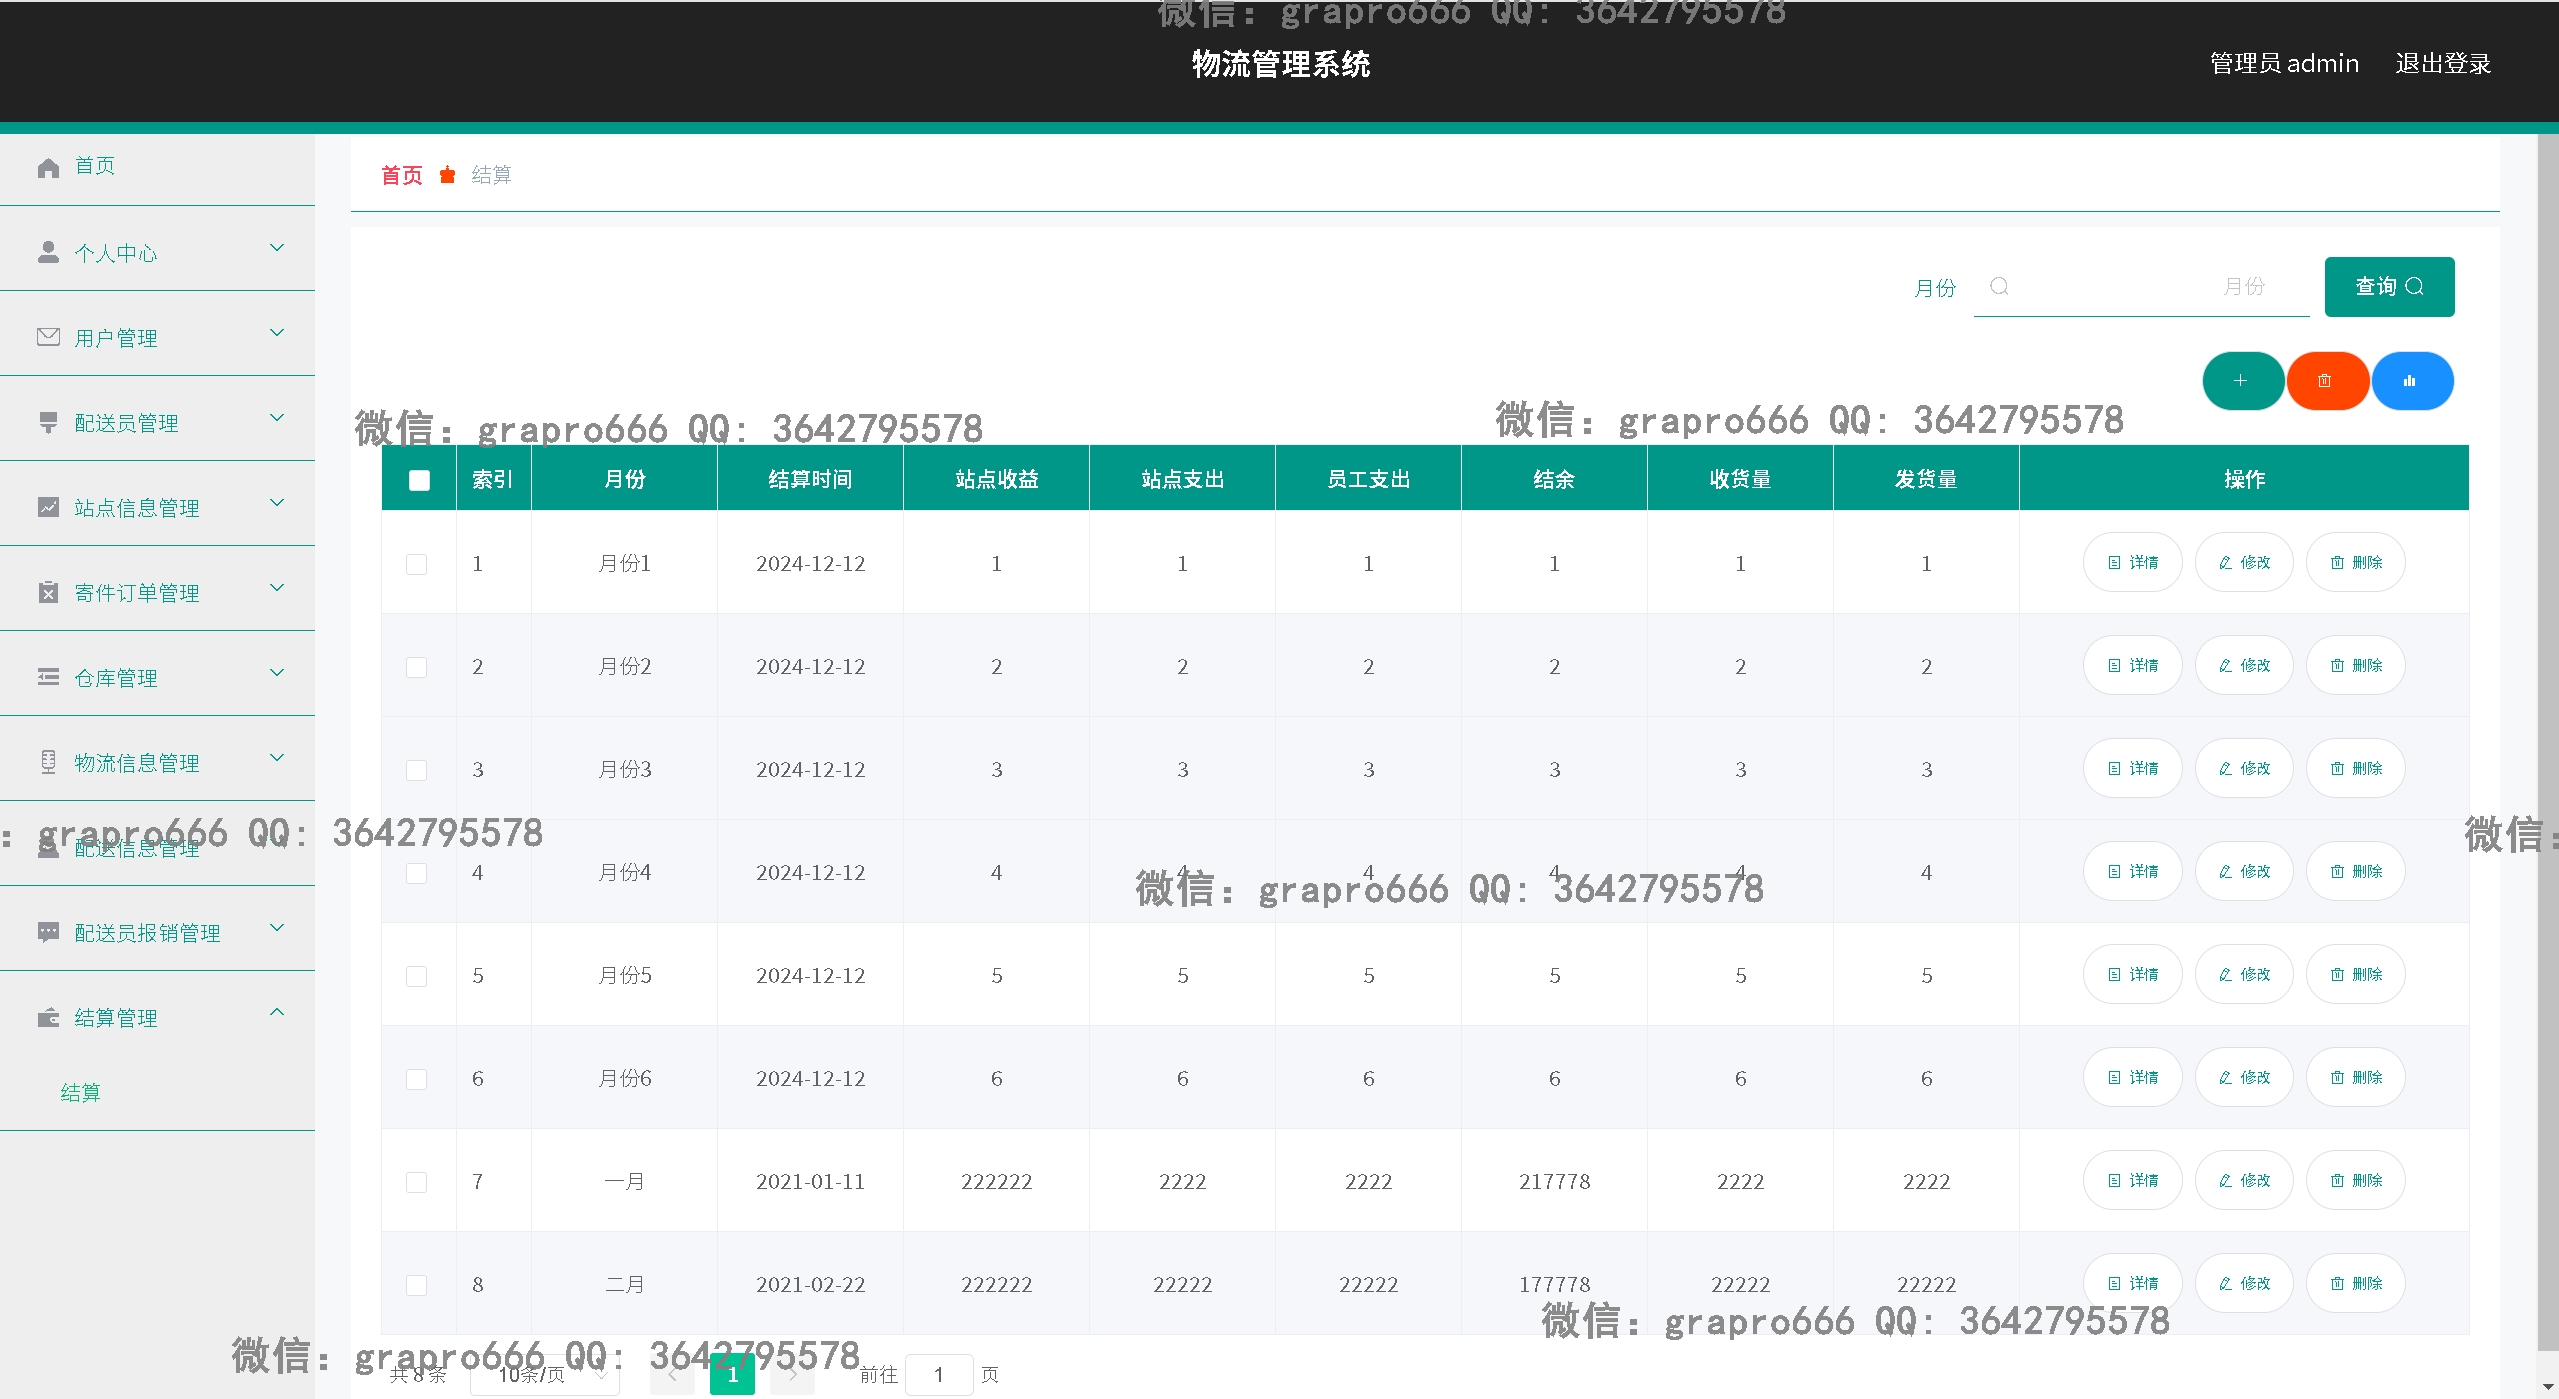 微信: grapro666 QQ: 3642795578
物流管理系统
管理员 admin 退出登录
首页
个人中心
用户管理
配送员管理
站点信息管理
寄件订单管理
仓库管理
物流信息管理
配送信息管理
配送员报销管理
结算管理
结算
首页 结算
月份 月份 查询
微信: grapro666 QQ: 3642795578
微信: grapro666 QQ: 3642795578
索引 月份 结算时间 站点收益 站点支出 员工支出 结余 收货量 发货量 操作
1 月份1 2024-12-12 1 1 1 1 1 1 详情 修改 删除
2 月份2 2024-12-12 2 2 2 2 2 2 详情 修改 删除
3 月份3 2024-12-12 3 3 3 3 3 3 详情 修改 删除
: grapro666 QQ: 3642795578
微信:
4 月份4 2024-12-12 4 4 4 4 4 4 详情 修改 删除
微信: grapro666 QQ: 3642795578
5 月份5 2024-12-12 5 5 5 5 5 5 详情 修改 删除
6 月份6 2024-12-12 6 6 6 6 6 6 详情 修改 删除
7 一月 2021-01-11 222222 2222 2222 217778 2222 2222 详情 修改 删除
8 二月 2021-02-22 222222 22222 22222 177778 22222 22222 详情 修改 删除
微信: grapro666 QQ: 3642795578
微信: grapro666 QQ: 3642795578
共 8 条 10条/页 1 前往 1 页